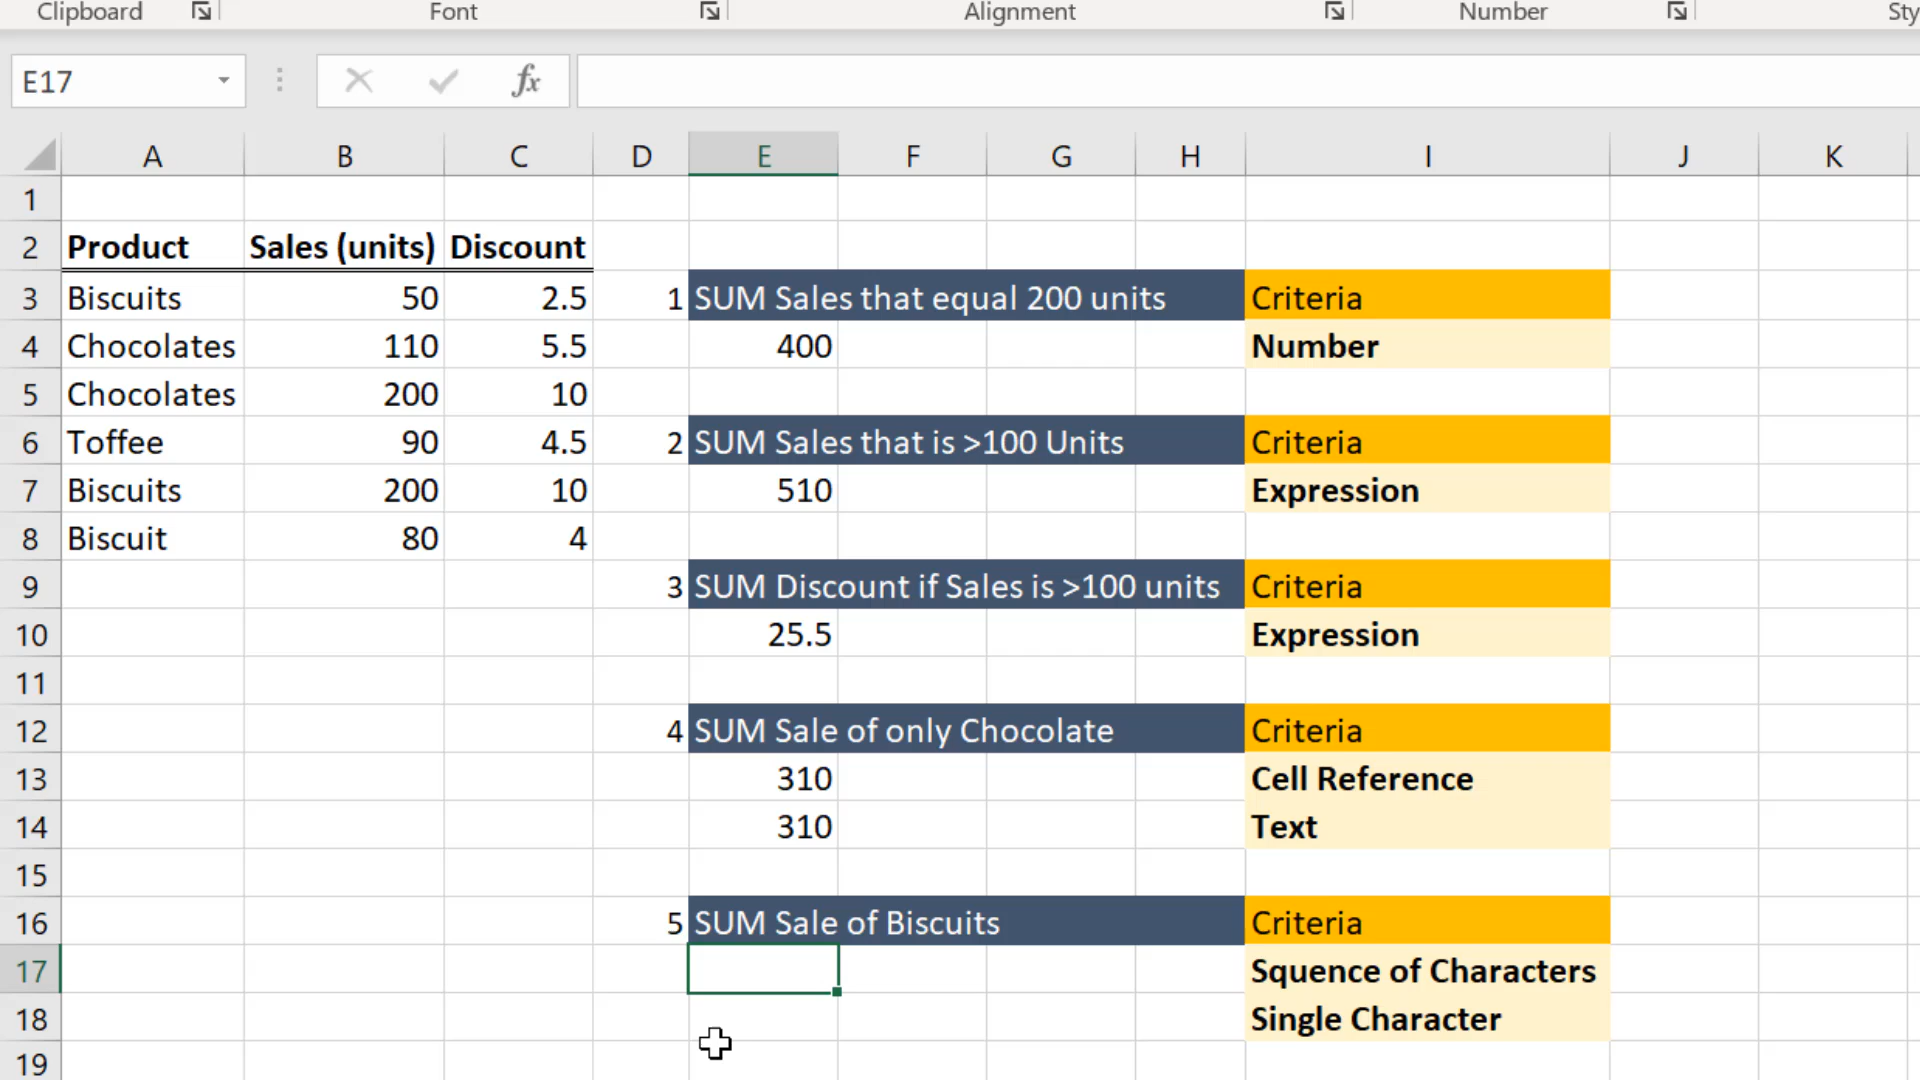 Clipboard Font Alignment Number Sty
E17 fx
A B C D E F G H I J K
1
2 Product Sales (units) Discount
3 Biscuits 50 2.5 1 SUM Sales that equal 200 units Criteria
4 Chocolates 110 5.5 400 Number
5 Chocolates 200 10
6 Toffee 90 4.5 2 SUM Sales that is >100 Units Criteria
7 Biscuits 200 10 510 Expression
8 Biscuit 80 4
9 3 SUM Discount if Sales is >100 units Criteria
10 25.5 Expression
11
12 4 SUM Sale of only Chocolate Criteria
13 310 Cell Reference
14 310 Text
15
16 5 SUM Sale of Biscuits Criteria
17 Squence of Characters
18 Single Character
19